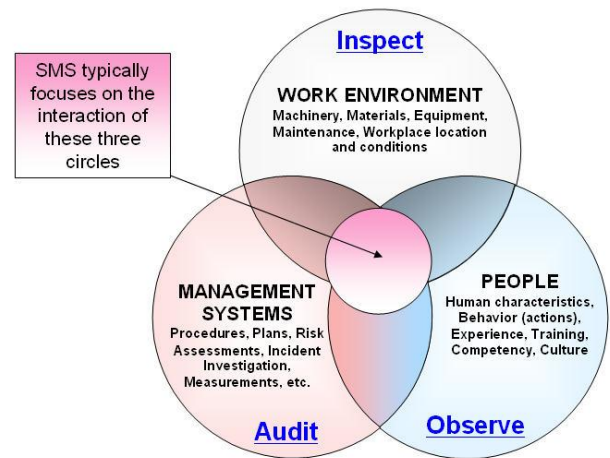 Inspect
SMS typically
focuses on the
interaction of
these three
circles
WORK ENVIRONMENT
Machinery, Materials, Equipment,
Maintenance, Workplace location
and conditions
MANAGEMENT
SYSTEMS
Procedures, Plans, Risk
Assessments, Incident
Investigation,
Measurements, etc.
Audit
PEOPLE
Human characteristics,
Behavior (actions),
Experience, Training,
Competency, Culture
Observe